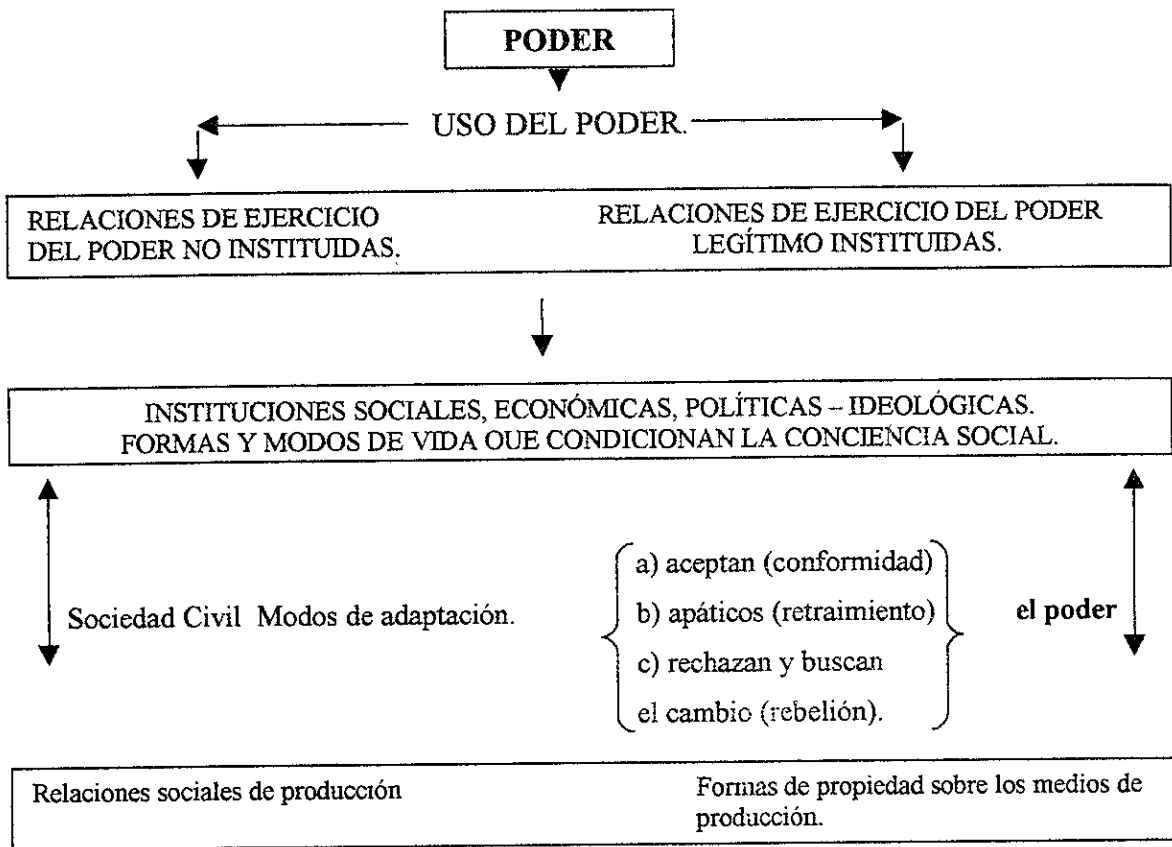 PODER
USO DEL PODER.
RELACIONES DE EJERCICIO
DEL PODER NO INSTITUIDAS.
RELACIONES DE EJERCICIO DEL PODER
LEGÍTIMO INSTITUIDAS.
INSTITUCIONES SOCIALES, ECONÓMICAS, POLÍTICAS – IDEOLÓGICAS.
FORMAS Y MODOS DE VIDA QUE CONDICIONAN LA CONCIENCIA SOCIAL.
Sociedad Civil Modos de adaptación.
a) aceptan (conformidad)
b) apáticos (retraimiento)
c) rechazan y buscan
el cambio (rebelión).
el poder
Relaciones sociales de producción
Formas de propiedad sobre los medios de
producción.